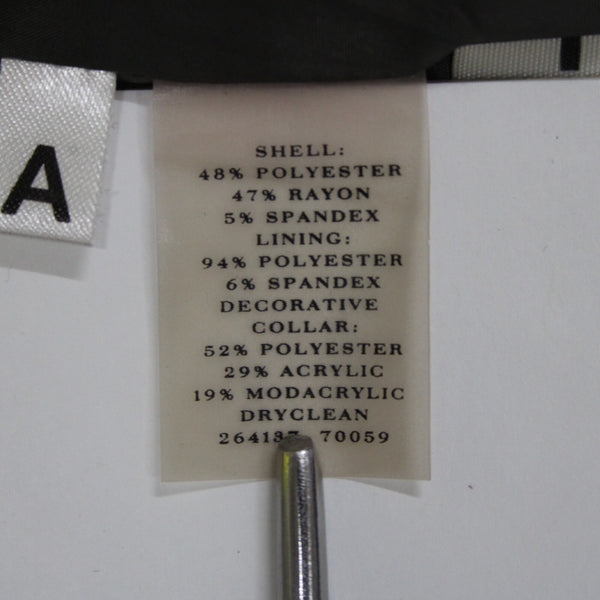 A
SHELL:
48% POLYESTER
47% RAYON
5% SPANDEX
LINING:
94% POLYESTER
6% SPANDEX
DECORATIVE
COLLAR:
52% POLYESTER
29% ACRYLIC
19% MODACRYLIC
DRYCLEAN
70059